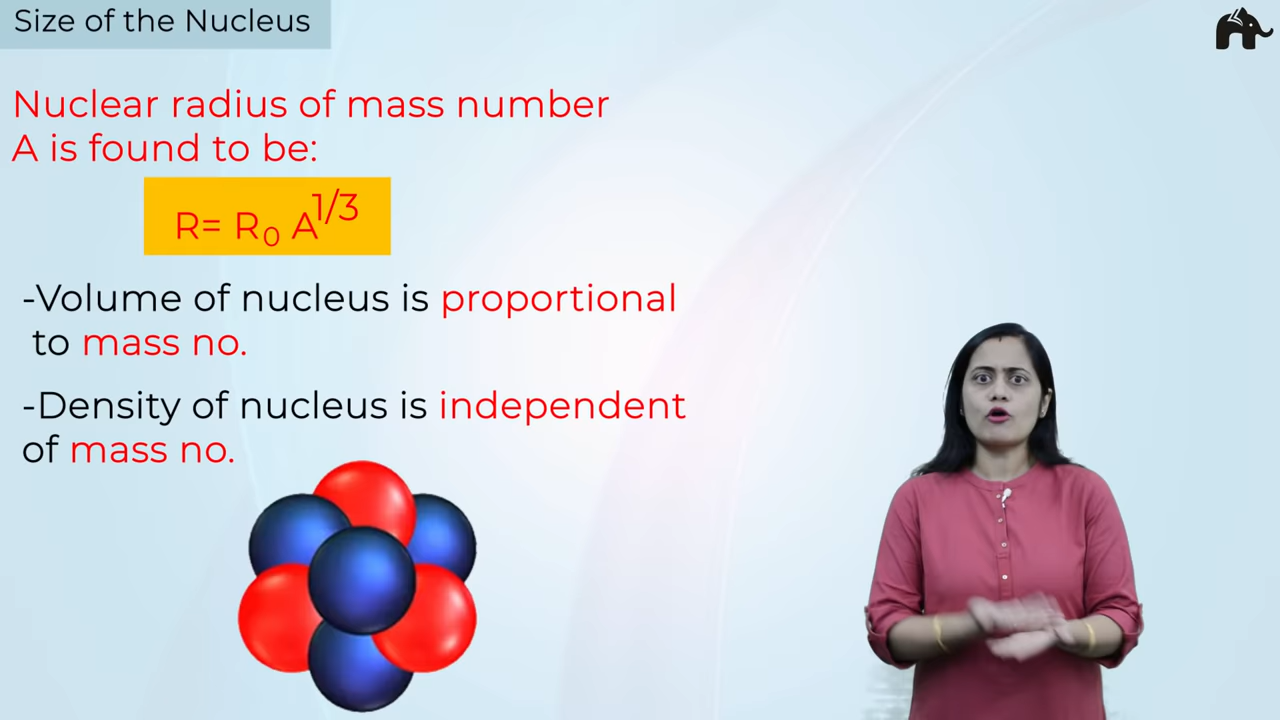 Size of the Nucleus
Nuclear radius of mass number
A is found to be:
R= R₀ A^1/3
-Volume of nucleus is proportional
to mass no.
-Density of nucleus is independent
of mass no.